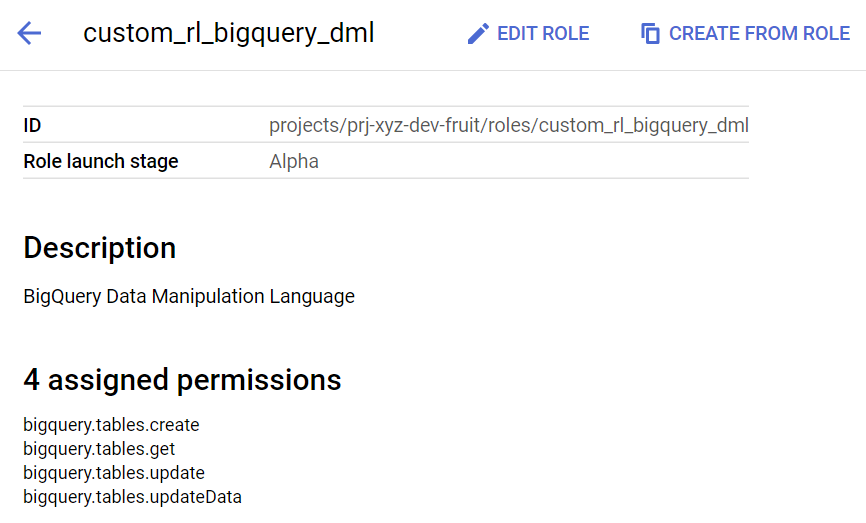 custom_rl_bigquery_dml EDIT ROLE CREATE FROM ROLE
ID projects/prj-xyz-dev-fruit/roles/custom_rl_bigquery_dml
Role launch stage Alpha
Description
BigQuery Data Manipulation Language
4 assigned permissions
bigquery.tables.create
bigquery.tables.get
bigquery.tables.update
bigquery.tables.updateData